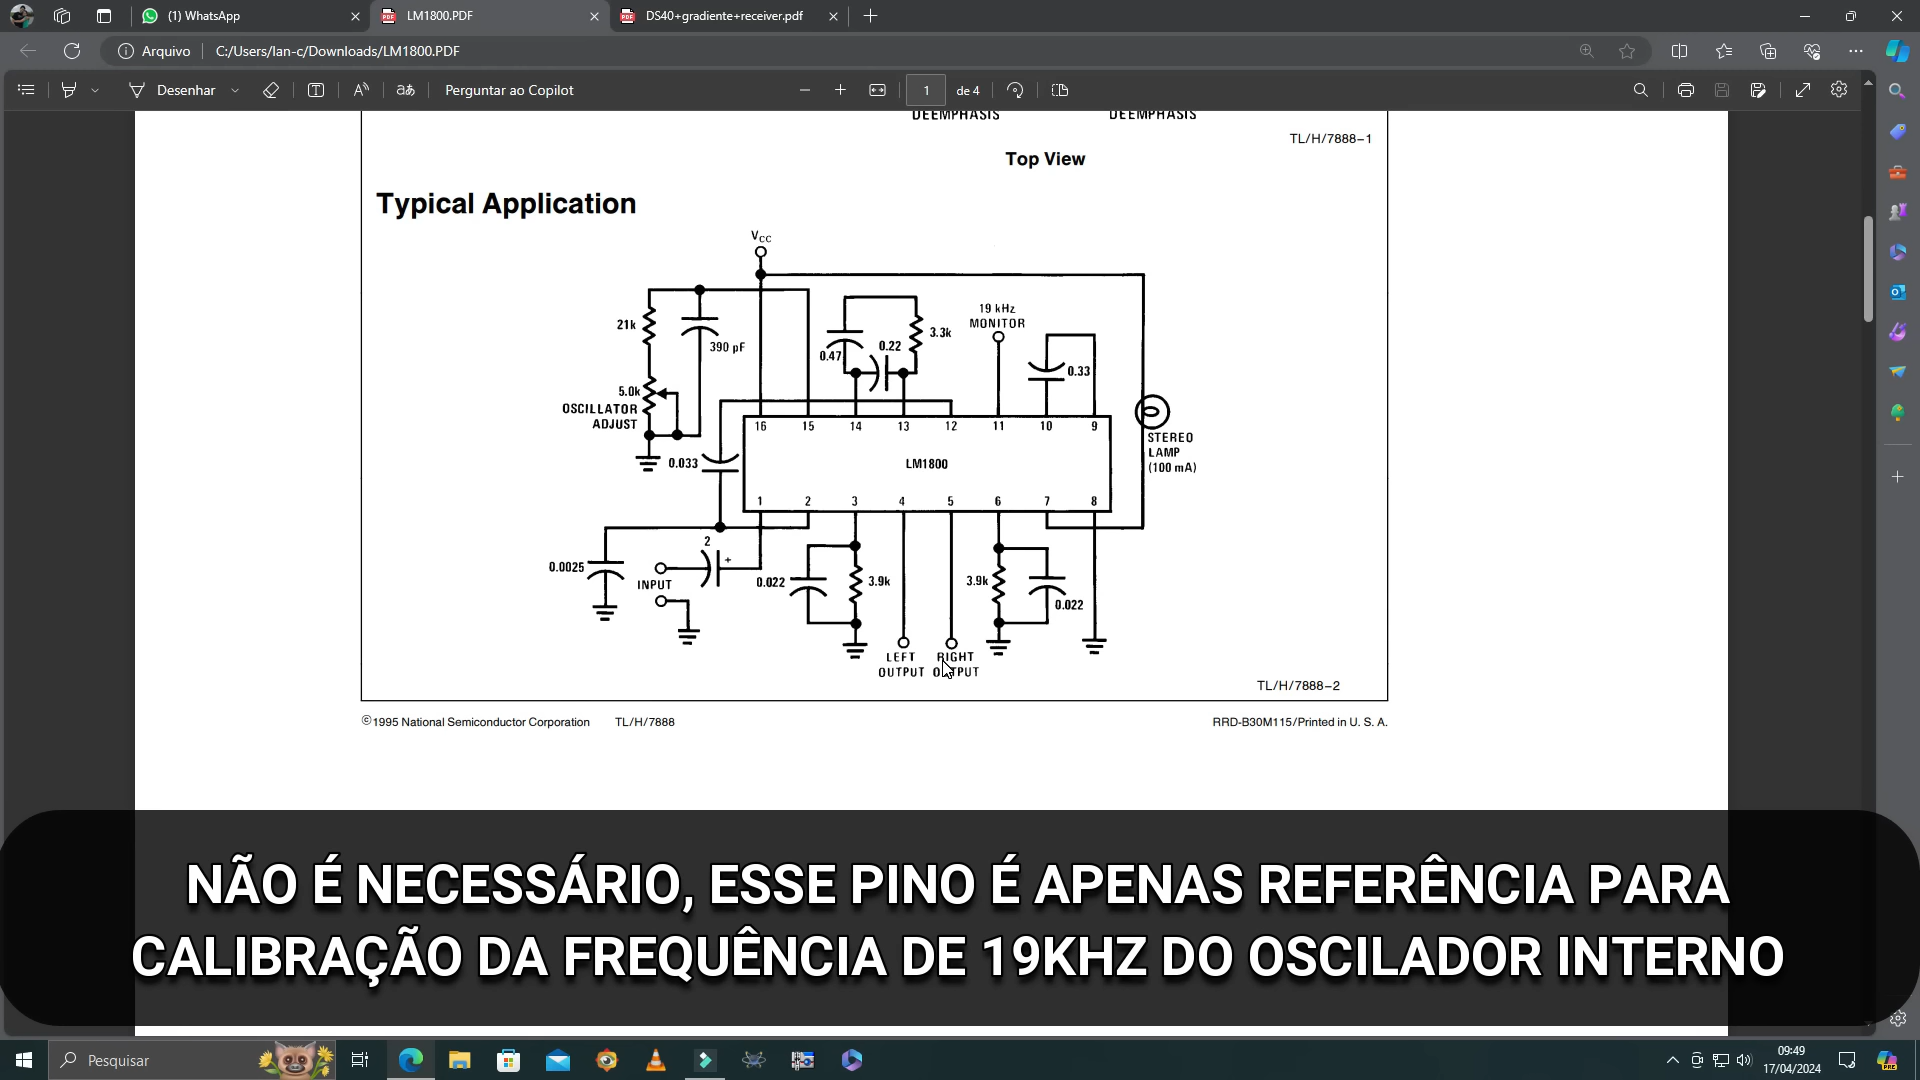 (1) WhatsApp
LM1800.PDF
DS40+gradiente+receiver.pdf
Arquivo
C:/Users/Ian-c/Downloads/LM1800.PDF
Desenhar
Perguntar ao Copilot
1
de 4
DEEMPHASIS
DEEMPHASIS
TL/H/7888–1
Top View
Typical Application
VCC
21k
390 pF
5.0k
OSCILLATOR
ADJUST
0.47
0.22
3.3k
19 kHz
MONITOR
0.33
16 15 14 13 12 11 10 9
STEREO
LAMP
(100 mA)
0.033
LM1800
1 2 3 4 5 6 7 8
2
+
0.0025
INPUT
0.022
3.9k
3.9k
0.022
LEFT
OUTPUT
RIGHT
OUTPUT
TL/H/7888–2
©1995 National Semiconductor Corporation
TL/H/7888
RRD-B30M115/Printed in U. S. A.
NÃO É NECESSÁRIO, ESSE PINO É APENAS REFERÊNCIA PARA
CALIBRAÇÃO DA FREQUÊNCIA DE 19KHZ DO OSCILADOR INTERNO
Pesquisar
09:49
17/04/2024
PRE